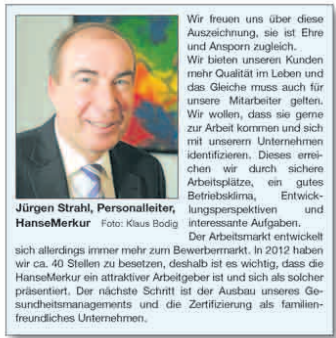 Wir freuen uns über diese
Auszeichnung, sie ist Ehre
und Ansporn zugleich.
Wir bieten unseren Kunden
mehr Qualität im Leben und
das Gleiche muss auch für
unsere Mitarbeiter gelten.
Wir wollen, dass sie gerne
zur Arbeit kommen und sich
mit unserem Unternehmen
identifizieren. Dieses errei-
chen wir durch sichere
Arbeitsplätze, ein gutes
Betriebsklima, Entwick-
lungsperspektiven und
interessante Aufgaben.
Jürgen Strahl, Personalleiter,
HanseMerkur Foto: Klaus Bodig
Der Arbeitsmarkt entwickelt
sich allerdings immer mehr zum Bewerbermarkt. In 2012 haben
wir ca. 40 Stellen zu besetzen, deshalb ist es wichtig, dass die
HanseMerkur ein attraktiver Arbeitgeber ist und sich als solcher
präsentiert. Der nächste Schritt ist der Ausbau unseres Ge-
sundheitsmanagements und die Zertifizierung als familien-
freundliches Unternehmen.